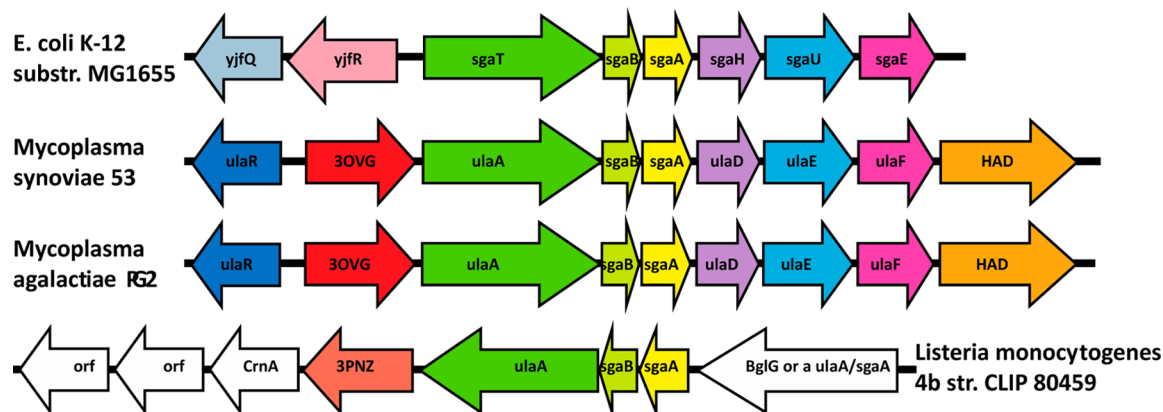 E. coli K-12
substr. MG1655
yjfQ yjfR sgaT sgaB sgaA sgaH sgaU sgaE
Mycoplasma
synoviae 53
ulaR 3OVG ulaA sgaB sgaA ulaD ulaE ulaF HAD
Mycoplasma
agalactiae PG2
ulaR 3OVG ulaA sgaB sgaA ulaD ulaE ulaF HAD
orf orf CrnA 3PNZ ulaA sgaB sgaA BglG or a ulaA/sgaA
Listeria monocytogenes
4b str. CLIP 80459